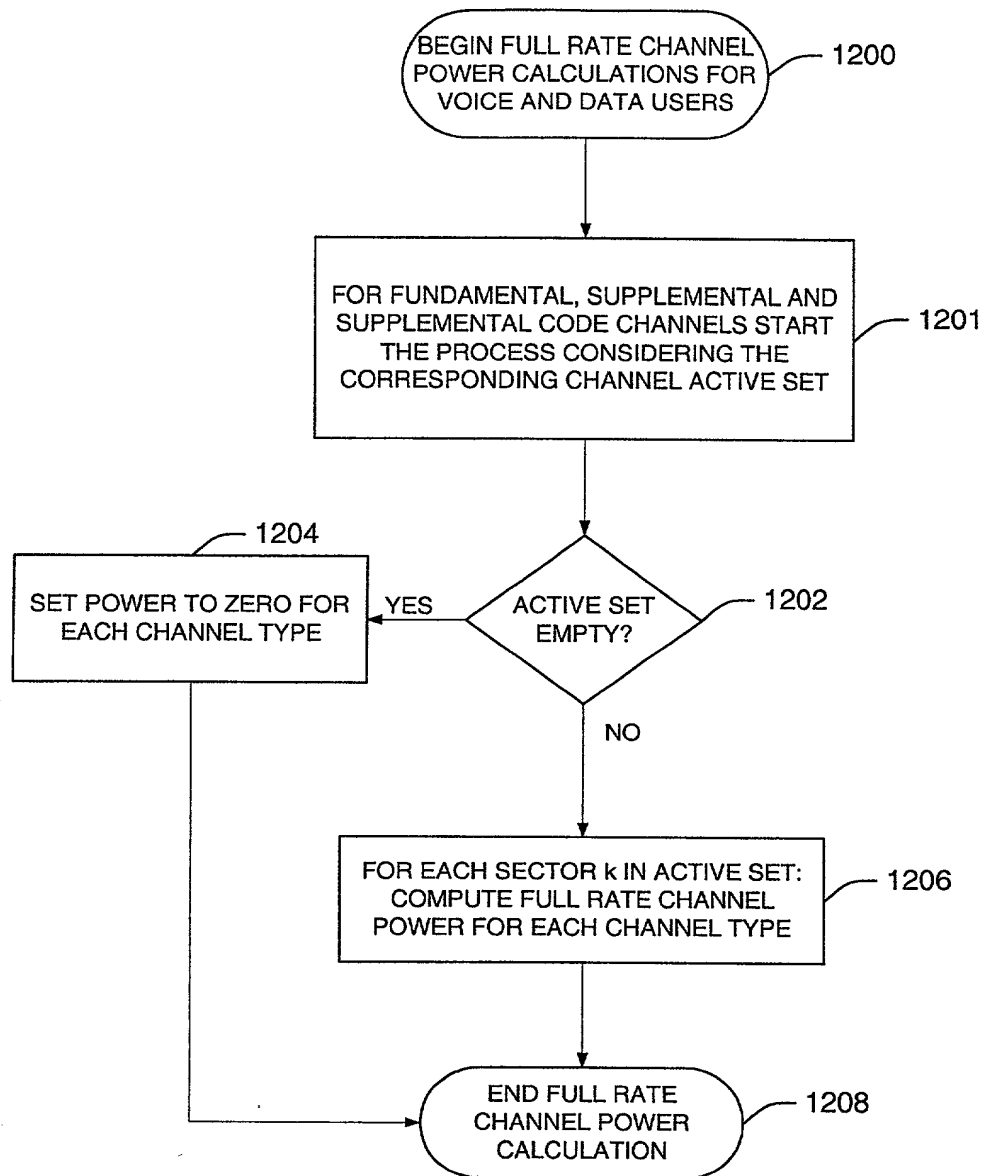 BEGIN FULL RATE CHANNEL
POWER CALCULATIONS FOR
VOICE AND DATA USERS
1200
FOR FUNDAMENTAL, SUPPLEMENTAL AND
SUPPLEMENTAL CODE CHANNELS START
THE PROCESS CONSIDERING THE
CORRESPONDING CHANNEL ACTIVE SET
1201
1204
SET POWER TO ZERO FOR
EACH CHANNEL TYPE
YES
ACTIVE SET
EMPTY?
1202
NO
FOR EACH SECTOR k IN ACTIVE SET:
COMPUTE FULL RATE CHANNEL
POWER FOR EACH CHANNEL TYPE
1206
END FULL RATE
CHANNEL POWER
CALCULATION
1208